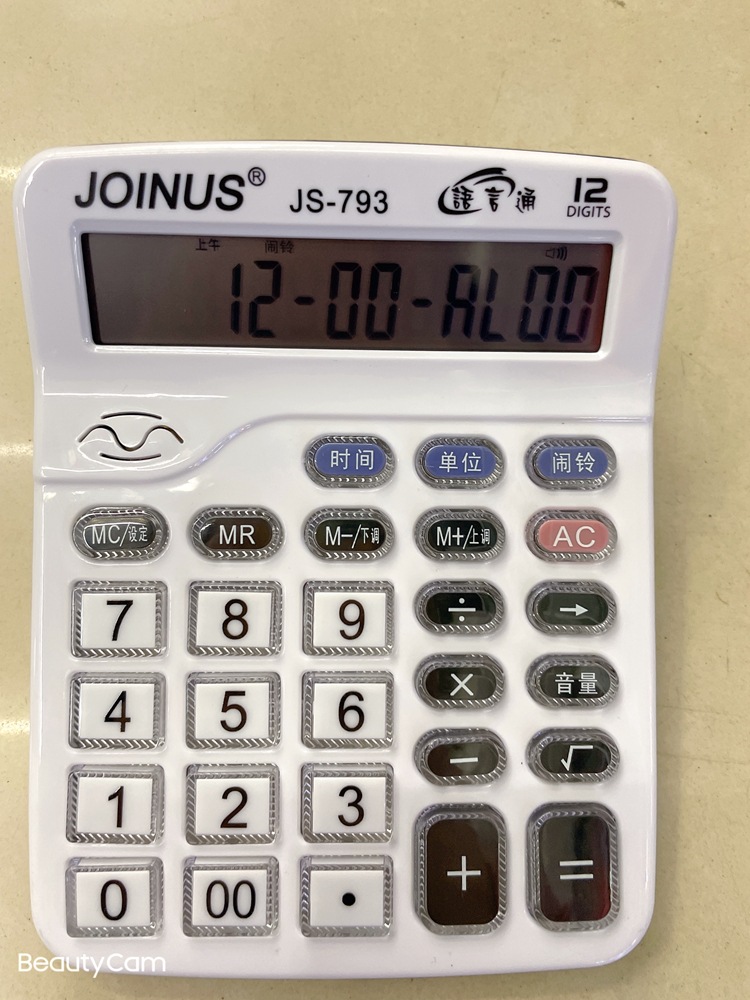 JOINUS® JS-793 語言通 12
DIGITS
上午 闹铃
12-00-AL00
时间 单位 闹铃
MC/设定 MR M−/下调 M+/上调 AC
7 8 9 ÷ →
4 5 6 × 音量
1 2 3 − √
0 00 • + =
BeautyCam